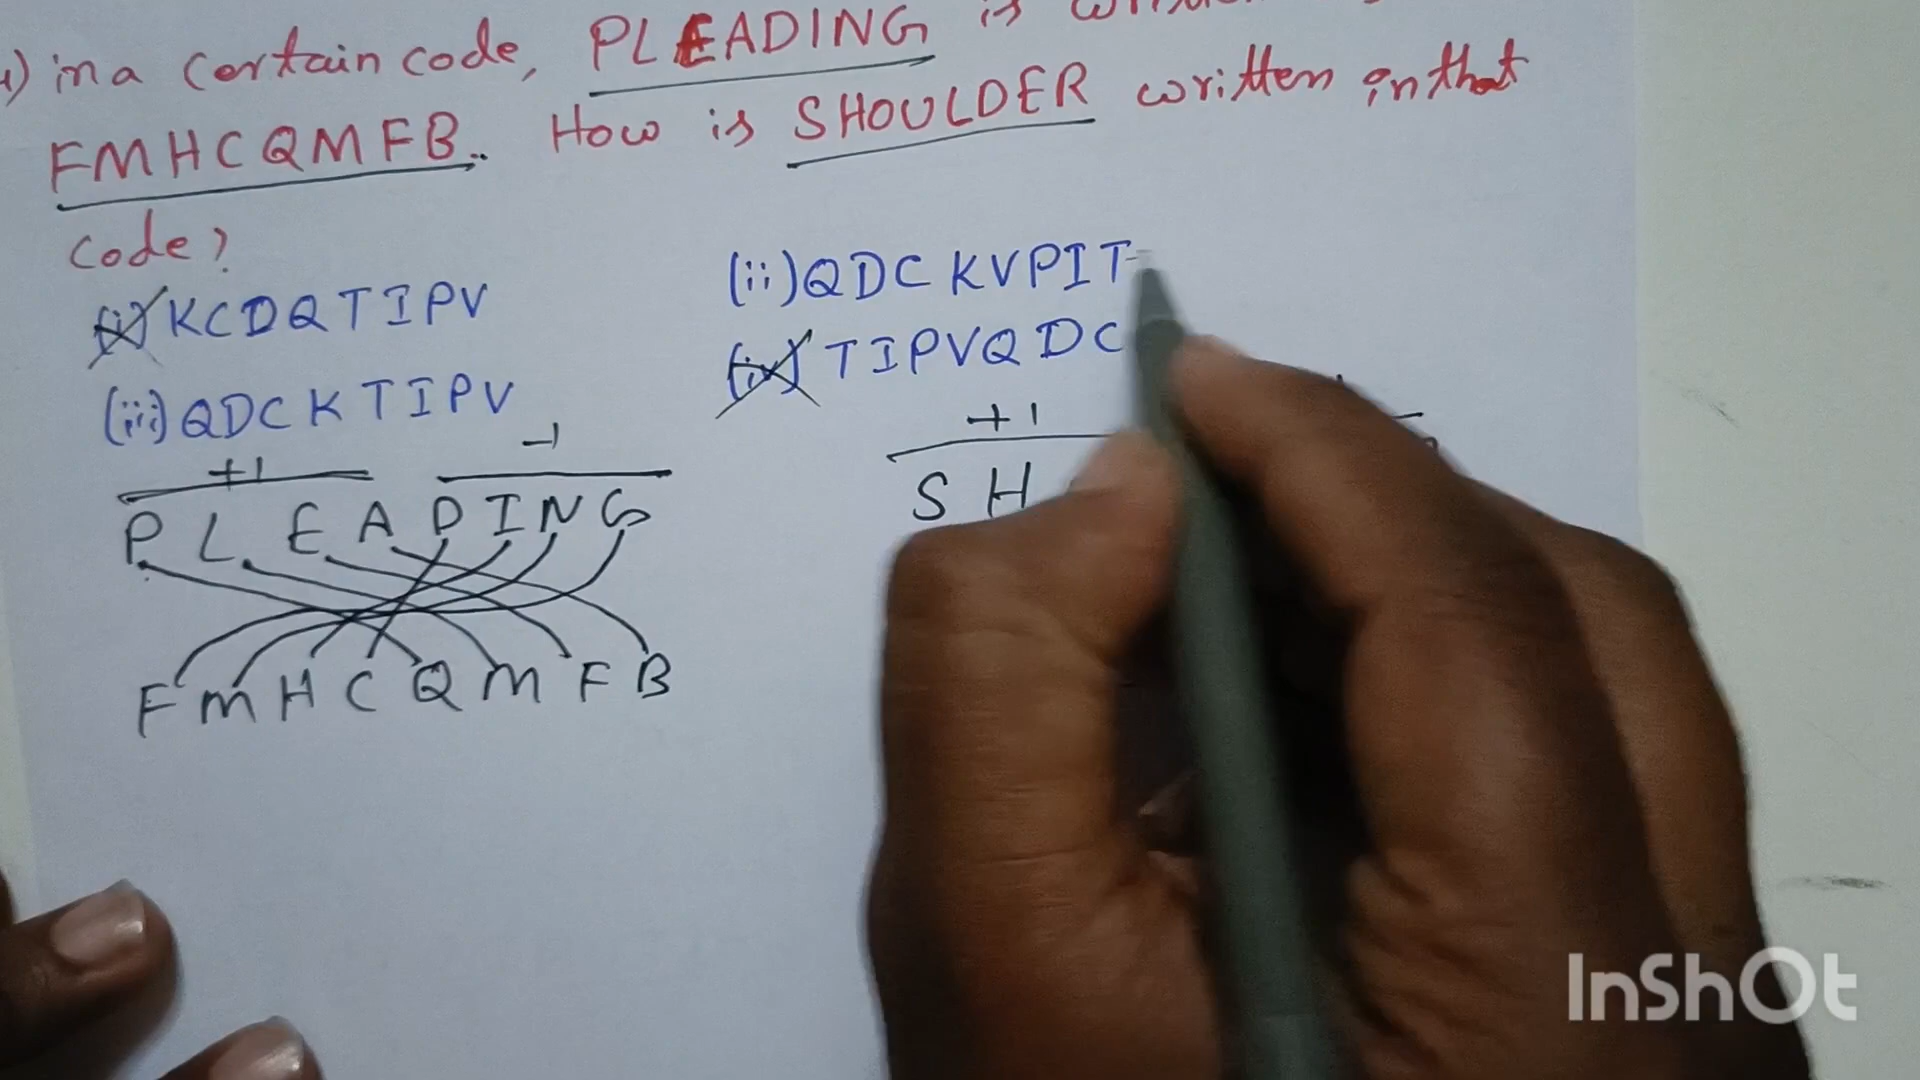 in a certain code, PLEADING is
FMHCQMFB.. How is SHOULDER written in that
code?
(i) KCDQTIPV (ii) QDCKVPIT
(iii) QDCKTIPV (iv) TIPVQDC
+1 -1 +1
P L E A D I N G S H
F M H C Q M F B
InShOt